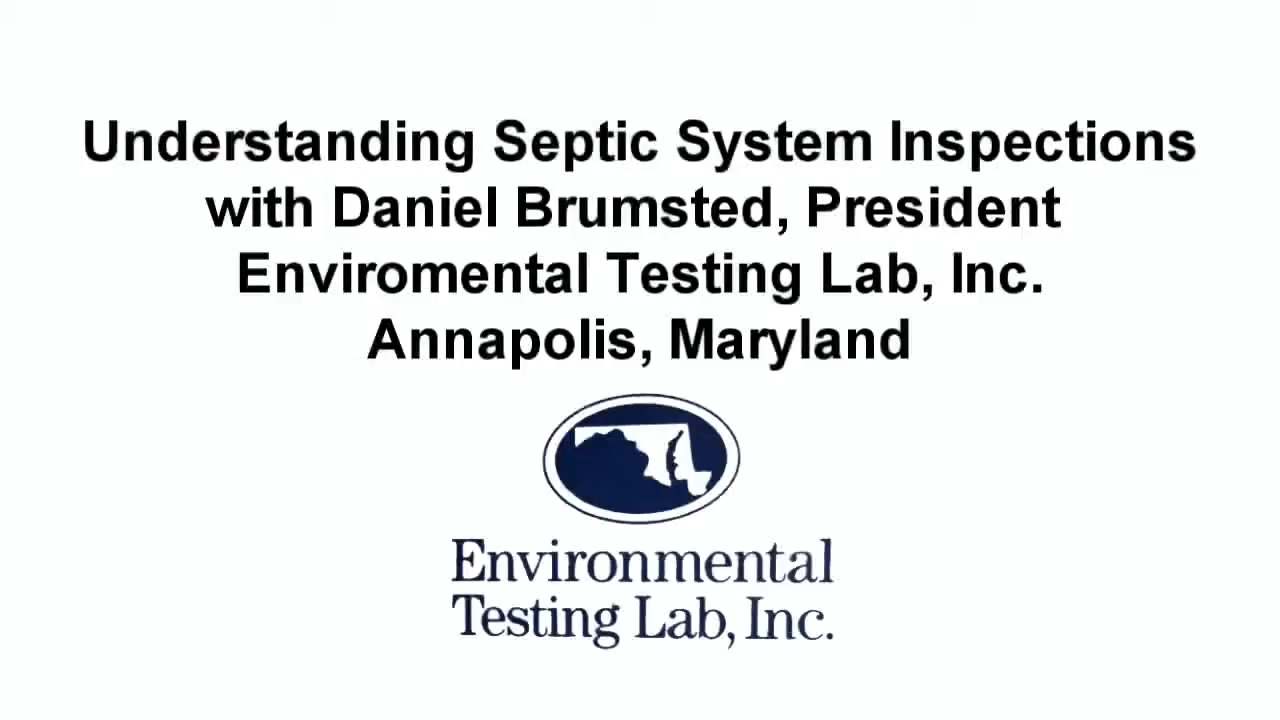 Understanding Septic System Inspections
with Daniel Brumsted, President
Enviromental Testing Lab, Inc.
Annapolis, Maryland
Environmental
Testing Lab, Inc.